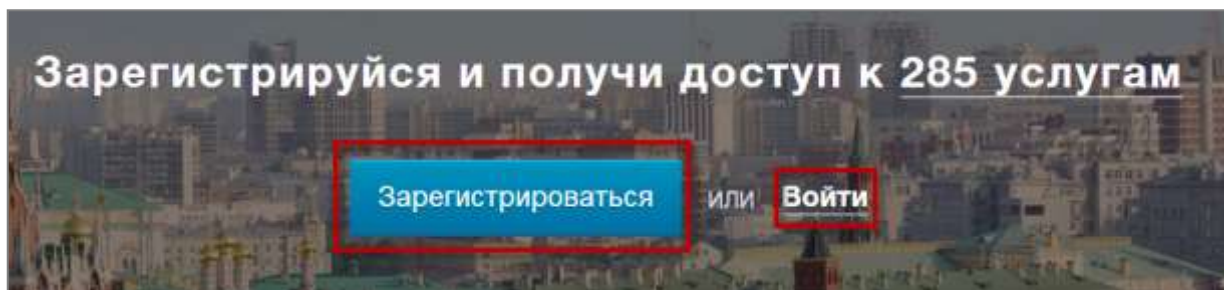 Зарегистрируйся и получи доступ к 285 услугам
Зарегистрироваться или Войти